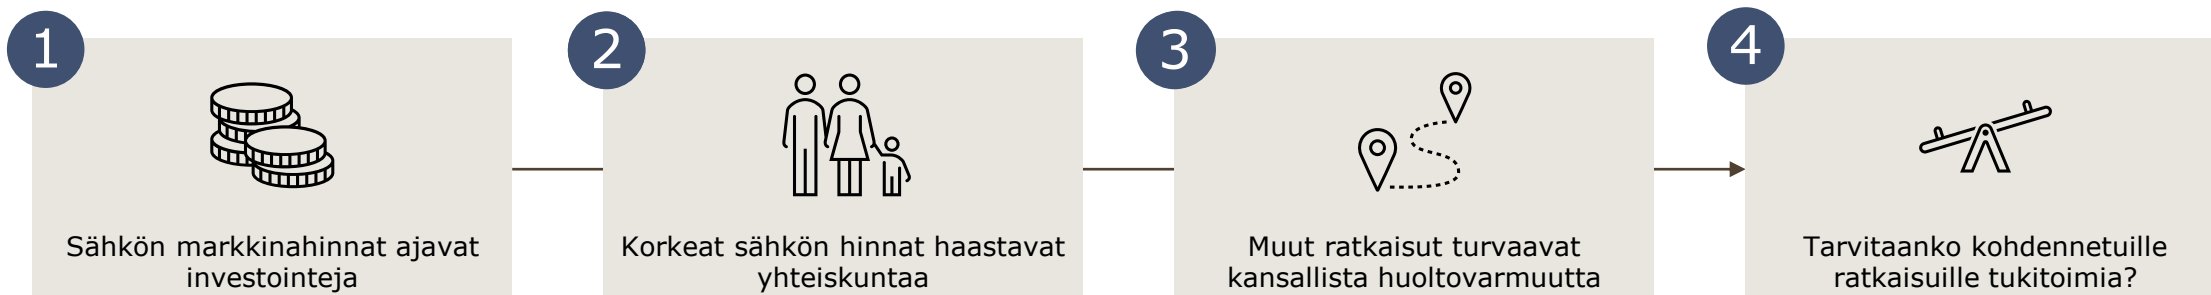 1
Sähkön markkinahinnat ajavat
investointeja
2
Korkeat sähkön hinnat haastavat
yhteiskuntaa
3
Muut ratkaisut turvaavat
kansallista huoltovarmuutta
4
Tarvitaanko kohdennetuille
ratkaisuille tukitoimia?